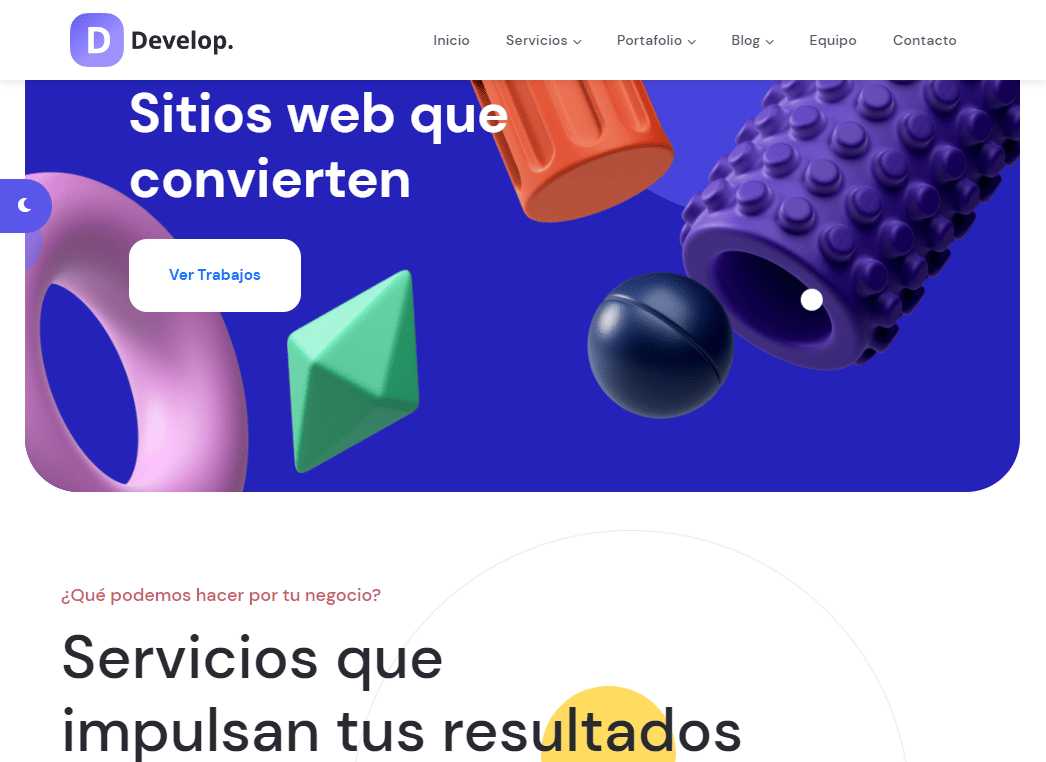 D Develop.
Inicio Servicios Portafolio Blog Equipo Contacto
Sitios web que
convierten
Ver Trabajos
¿Qué podemos hacer por tu negocio?
Servicios que
impulsan tus resultados